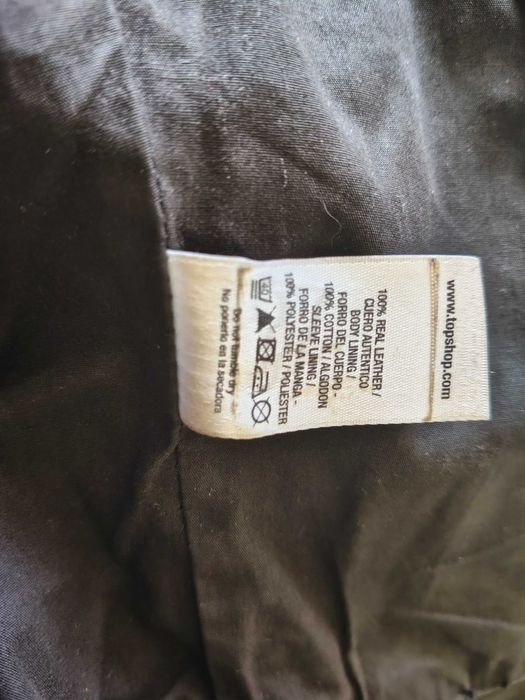 www.topshop.com
100% REAL LEATHER /
CUERO AUTENTICO
BODY LINING /
FORRO DEL CUERPO -
100% COTTON / ALGODON
SLEEVE LINING /
FORRO DE LA MANGA -
100% POLYESTER / POLIESTER
40
Do not tumble dry
No ponerlo en la secadora